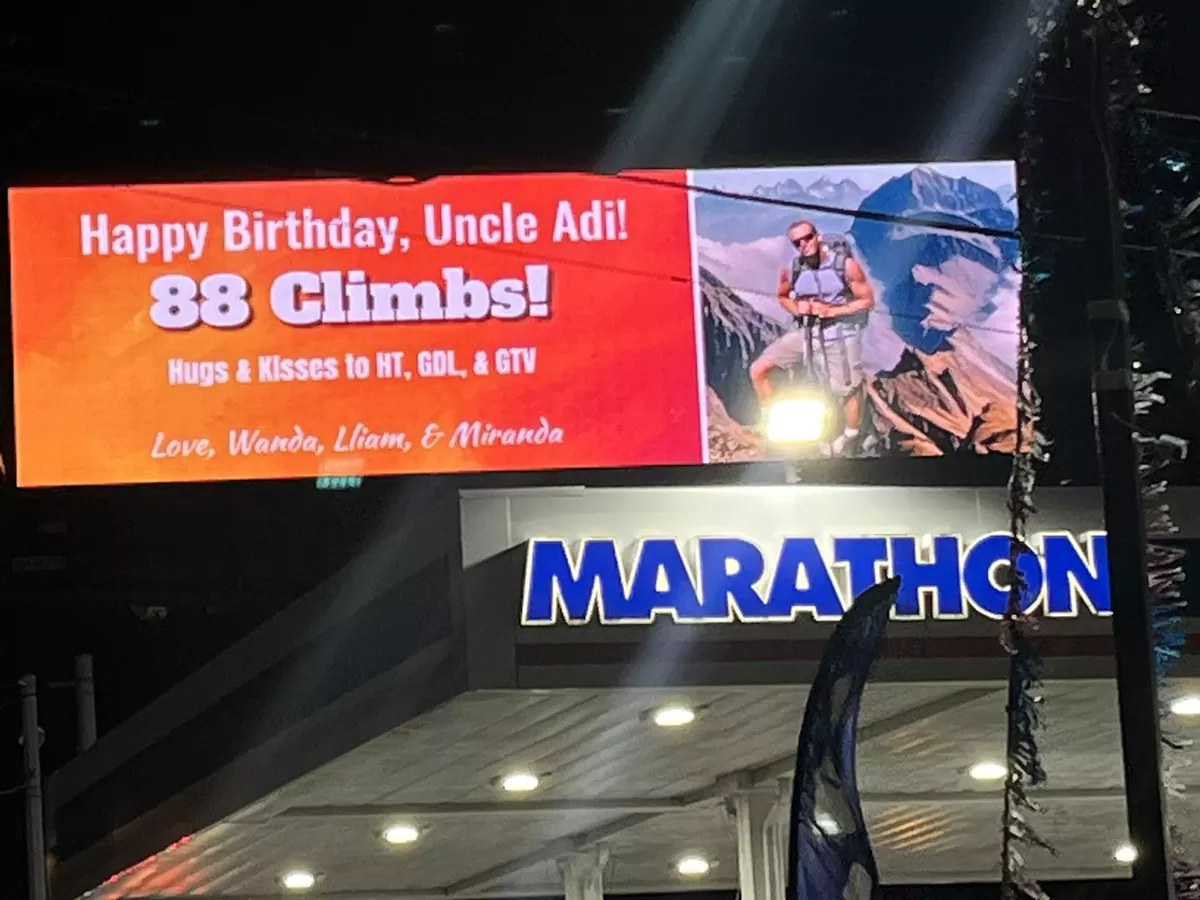 Happy Birthday, Uncle Adi!
88 Climbs!
Hugs & Kisses to HT, GDL, & GTV
Love, Wanda, Lliam, & Miranda
MARATHON